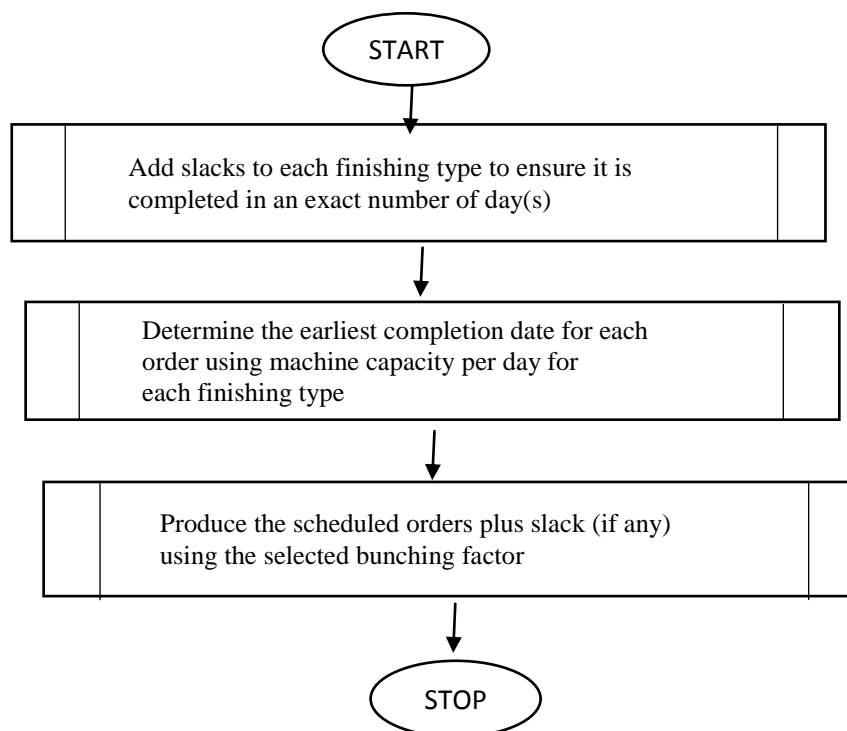 START
Add slacks to each finishing type to ensure it is
completed in an exact number of day(s)
Determine the earliest completion date for each
order using machine capacity per day for
each finishing type
Produce the scheduled orders plus slack (if any)
using the selected bunching factor
STOP